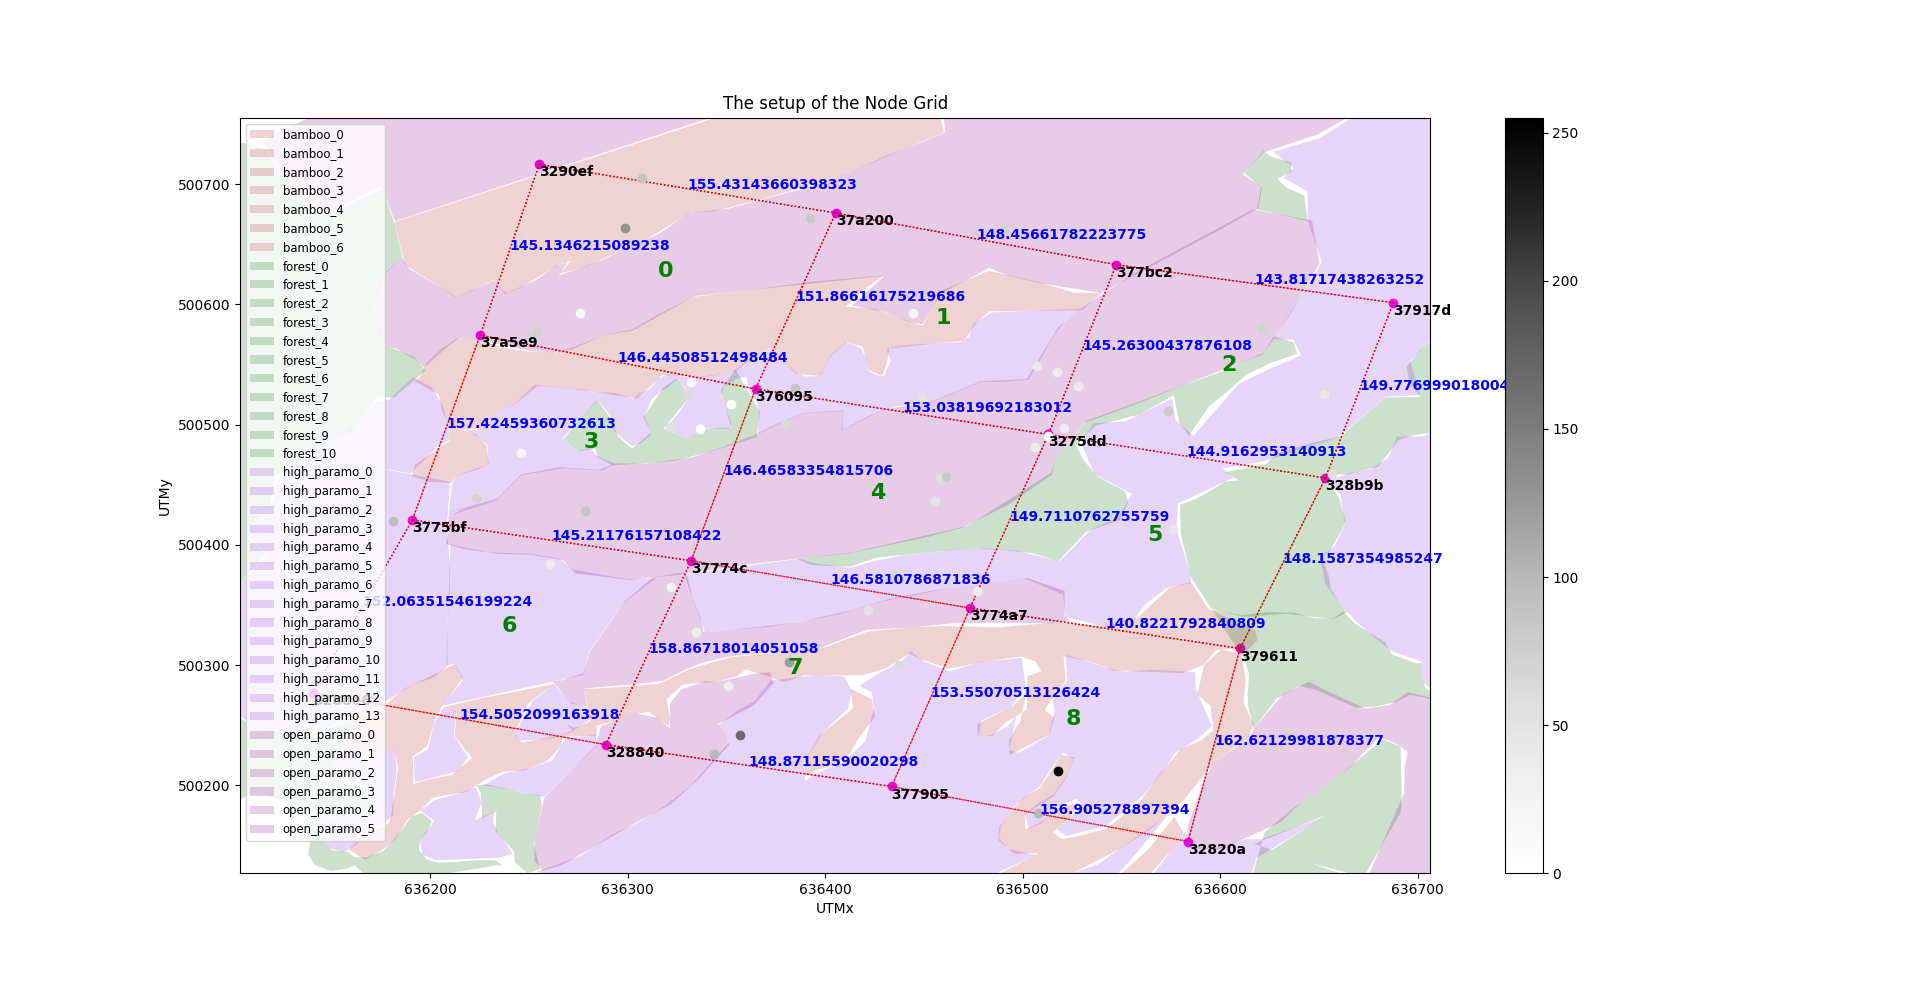 The setup of the Node Grid
bamboo_0
bamboo_1
bamboo_2
bamboo_3
bamboo_4
bamboo_5
bamboo_6
forest_0
forest_1
forest_2
forest_3
forest_4
forest_5
forest_6
forest_7
forest_8
forest_9
forest_10
high_paramo_0
high_paramo_1
high_paramo_2
high_paramo_3
high_paramo_4
high_paramo_5
high_paramo_6
high_paramo_7
high_paramo_8
high_paramo_9
high_paramo_10
high_paramo_11
high_paramo_12
high_paramo_13
open_paramo_0
open_paramo_1
open_paramo_2
open_paramo_3
open_paramo_4
open_paramo_5
3290ef
155.43143660398323
37a200
148.45661782223775
377bc2
143.81717438263252
37917d
145.1346215089238
0
151.86616175219686
1
145.26300437876108
2
149.776999018004
37a5e9
146.44508512498484
376095
153.03819692183012
3275dd
144.9162953140913
328b9b
157.42459360732613
3
146.46583354815706
4
149.7110762755759
5
148.1587354985247
3775bf
145.21176157108422
37774c
146.5810786871836
3774a7
140.8221792840809
379611
152.06351546199224
6
158.86718014051058
7
153.55070513126424
8
162.62129981878377
154.5052099163918
328840
148.87115590020298
377905
156.905278897394
32820a
500700
500600
500500
500400
500300
500200
UTMy
636200
636300
636400
636500
636600
636700
UTMx
250
200
150
100
50
0